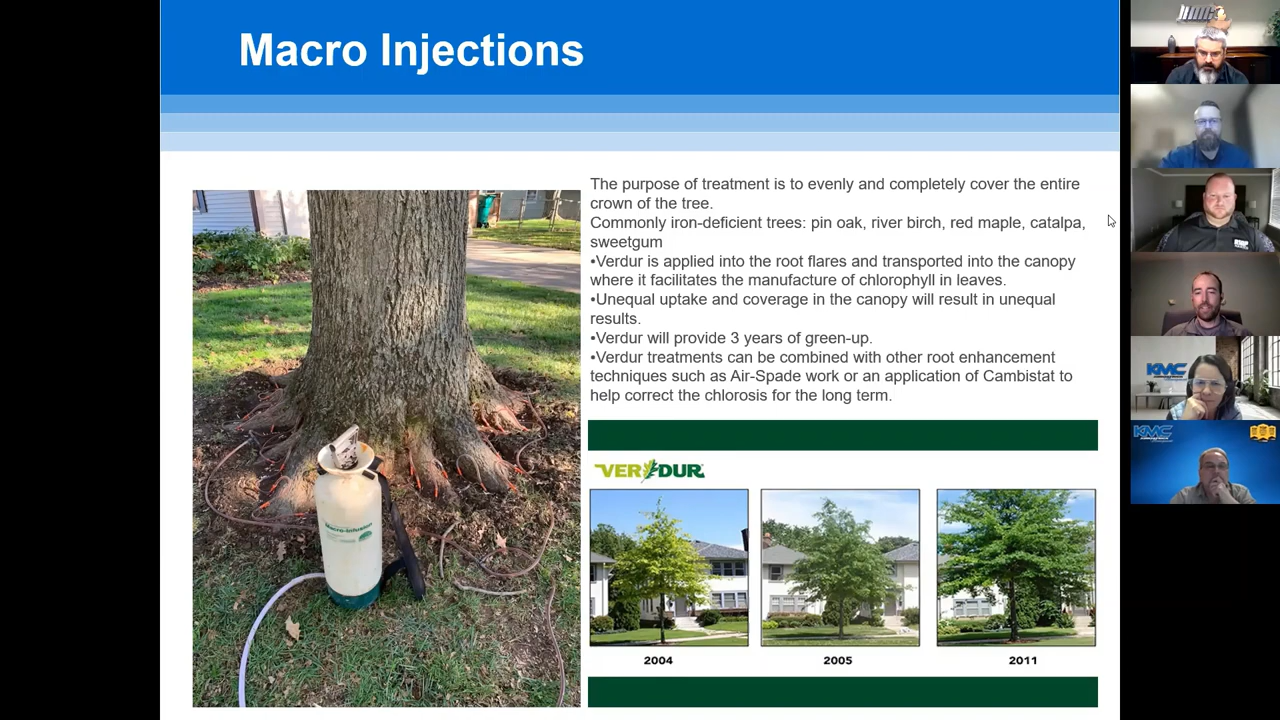 Macro Injections
The purpose of treatment is to evenly and completely cover the entire
crown of the tree.
Commonly iron-deficient trees: pin oak, river birch, red maple, catalpa,
sweetgum
•Verdur is applied into the root flares and transported into the canopy
where it facilitates the manufacture of chlorophyll in leaves.
•Unequal uptake and coverage in the canopy will result in unequal
results.
•Verdur will provide 3 years of green-up.
•Verdur treatments can be combined with other root enhancement
techniques such as Air-Spade work or an application of Cambistat to
help correct the chlorosis for the long term.
VERDUR
2004
2005
2011
Macro-Infusion
KMC
KMC